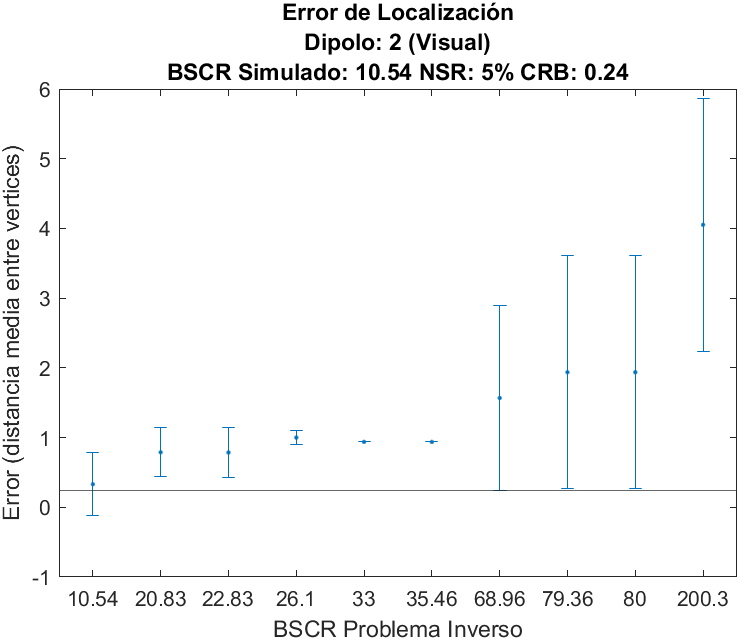 Error de Localización
Dipolo: 2 (Visual)
BSCR Simulado: 10.54 NSR: 5% CRB: 0.24
Error (distancia media entre vertices)
6
5
4
3
2
1
0
-1
10.54 20.83 22.83 26.1 33 35.46 68.96 79.36 80 200.3
BSCR Problema Inverso